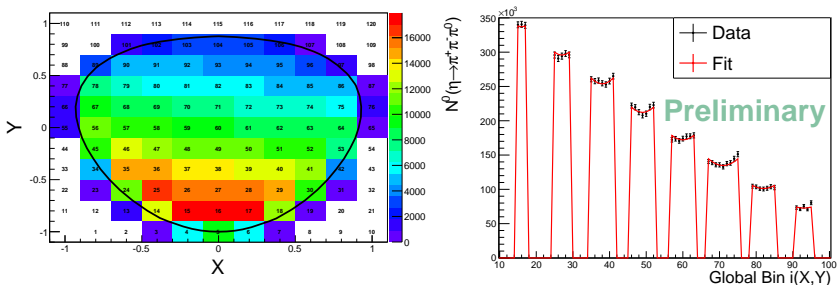 1
110 111 112 113 114 115 116 117 118 119 120
99 100 101 102 103 104 105 106 107 108 109
88 89 90 91 92 93 94 95 96 97 98
0.5
77 78 79 80 81 82 83 84 85 86 87
66 67 68 69 70 71 72 73 74 75 76
0
55 56 57 58 59 60 61 62 63 64 65
44 45 46 47 48 49 50 51 52 53 54
33 34 35 36 37 38 39 40 41 42 43
-0.5
22 23 24 25 26 27 28 29 30 31 32
11 12 13 14 15 16 17 18 19 20 21
-1
1 2 3 4 5 6 7 8 9 10
-1 -0.5 0 0.5 1
X
Y
16000
14000
12000
10000
8000
6000
4000
2000
0
×10³
N⁰(η→π⁺π⁻π⁰)
350
300
250
200
150
100
50
0
Data
Fit
Preliminary
10 20 30 40 50 60 70 80 90 100
Global Bin i(X,Y)